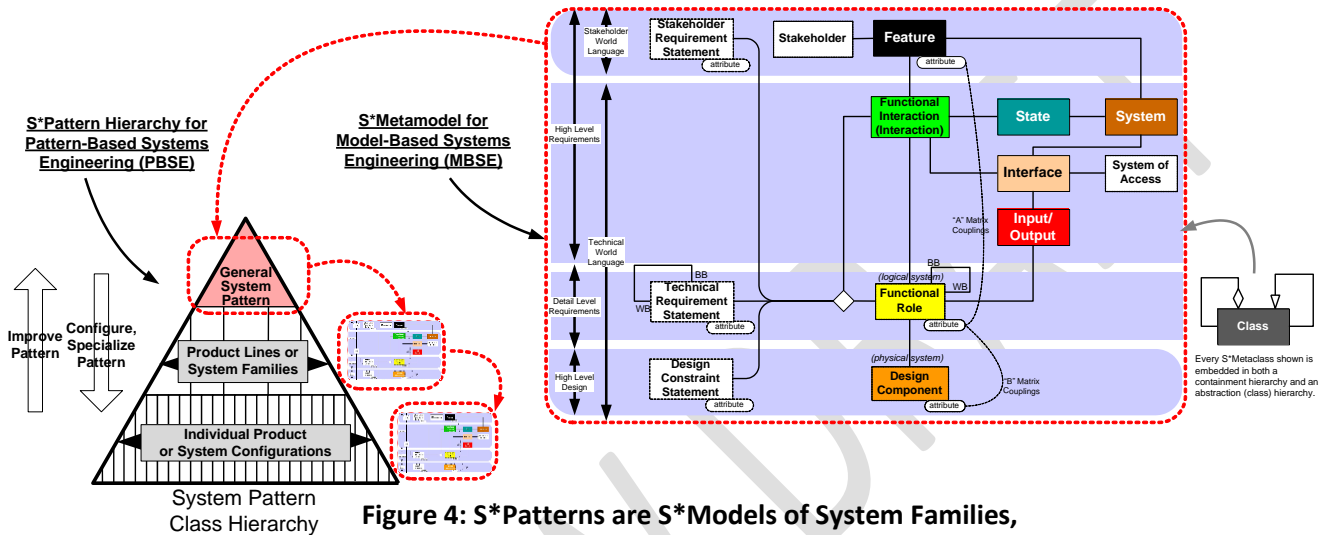 S*Pattern Hierarchy for
Pattern-Based Systems
Engineering (PBSE)
S*Metamodel for
Model-Based Systems
Engineering (MBSE)
Improve
Pattern
Configure,
Specialize
Pattern
General
System
Pattern
Product Lines or
System Families
Individual Product
or System Configurations
System Pattern
Class Hierarchy
Stakeholder
World
Language
High Level
Requirements
Technical
World
Language
Detail Level
Requirements
High Level
Design
Stakeholder
Requirement
Statement
attribute
Stakeholder
Feature
attribute
Functional
Interaction
(Interaction)
State
System
Interface
System of
Access
"A" Matrix
Couplings
Input/
Output
BB
WB
Technical
Requirement
Statement
attribute
(logical system)
BB
WB
Functional
Role
attribute
Design
Constraint
Statement
attribute
(physical system)
Design
Component
attribute
"B" Matrix
Couplings
Class
Every S*Metaclass shown is
embedded in both a
containment hierarchy and an
abstraction (class) hierarchy.
Figure 4: S*Patterns are S*Models of System Families,